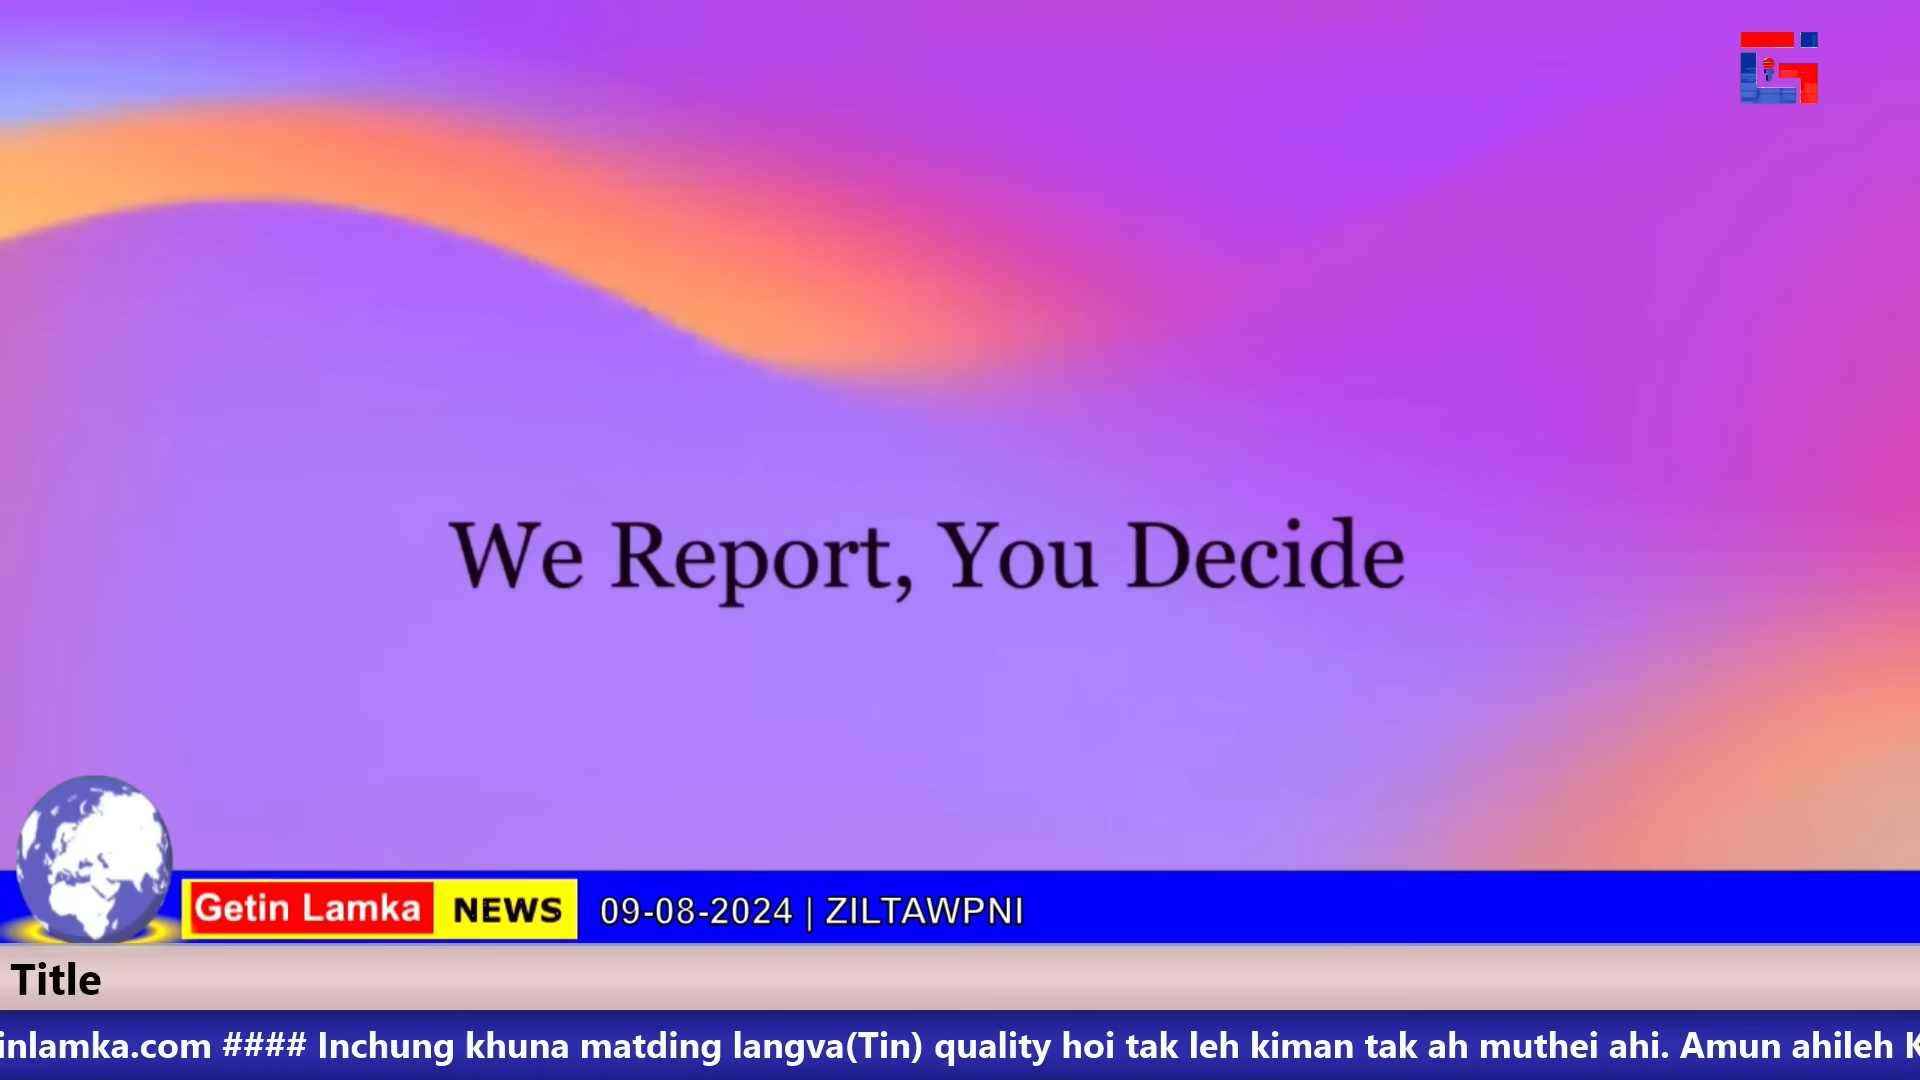 We Report, You Decide
Getin Lamka NEWS 09-08-2024 | ZILTAWPNI
Title
inlamka.com #### Inchung khuna matding langva(Tin) quality hoi tak leh kiman tak ah muthei ahi. Amun ahileh K